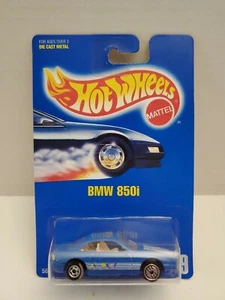 FOR AGES OVER 3
DIE CAST METAL
Hot Wheels
MATTEL
BMW 850i